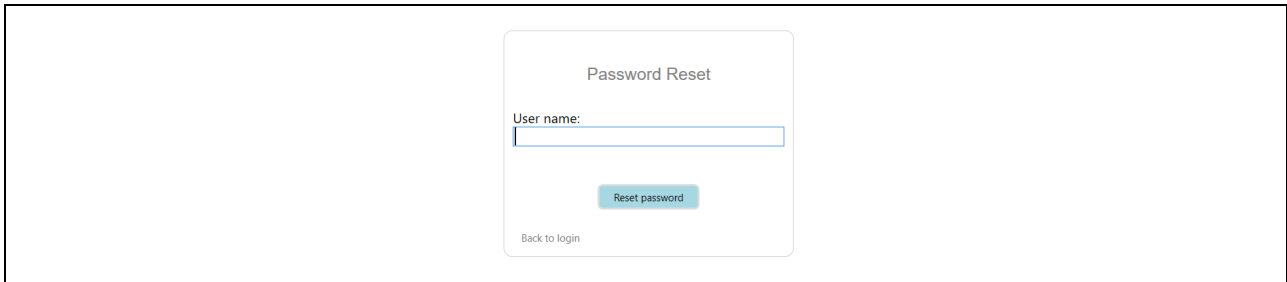 Password Reset
User name:
Reset password
Back to login